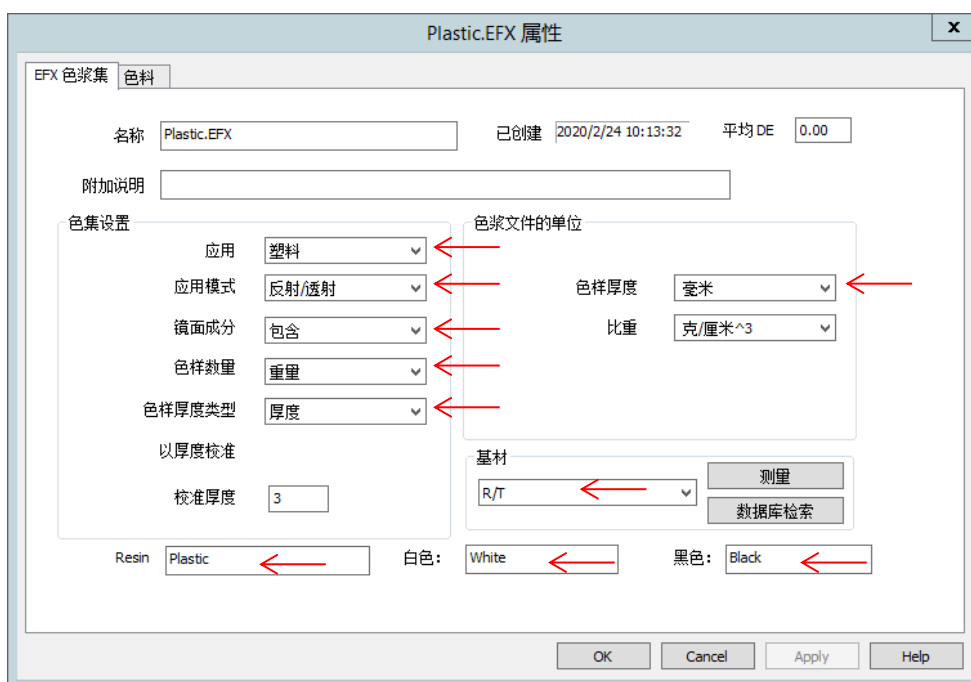 Plastic.EFX 属性
x
EFX 色浆集 色料
名称 Plastic.EFX 已创建 2020/2/24 10:13:32 平均 DE 0.00
附加说明
色集设置
应用 塑料
应用模式 反射/透射
镜面成分 包含
色样数量 重里
色样厚度类型 厚度
以厚度校准
校准厚度 3
色浆文件的单位
色样厚度 毫米
比重 克/厘米^3
基材
R/T
测里
数据库检索
Resin Plastic 白色: White 黑色: Black
OK Cancel Apply Help